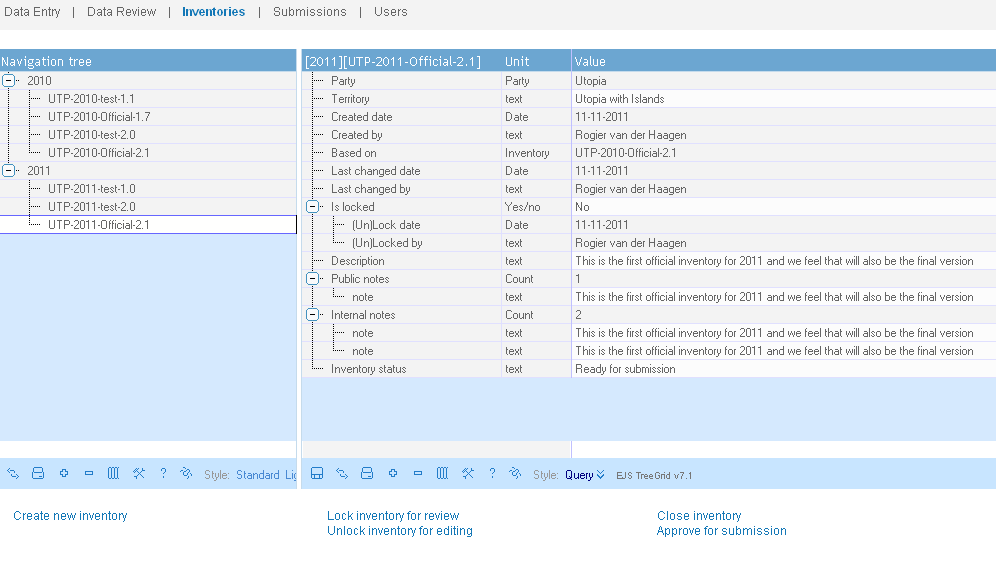 Data Entry | Data Review | Inventories | Submissions | Users
Navigation tree
2010
UTP-2010-test-1.1
UTP-2010-Official-1.7
UTP-2010-test-2.0
UTP-2010-Official-2.1
2011
UTP-2011-test-1.0
UTP-2011-test-2.0
UTP-2011-Official-2.1
[2011][UTP-2011-Official-2.1] Unit Value
Party Party Utopia
Territory text Utopia with Islands
Created date Date 11-11-2011
Created by text Rogier van der Haagen
Based on Inventory UTP-2010-Official-2.1
Last changed date Date 11-11-2011
Last changed by text Rogier van der Haagen
Is locked Yes/no No
(Un)Lock date Date 11-11-2011
(Un)Locked by text Rogier van der Haagen
Description text This is the first official inventory for 2011 and we feel that will also be the final version
Public notes Count 1
note text This is the first official inventory for 2011 and we feel that will also be the final version
Internal notes Count 2
note text This is the first official inventory for 2011 and we feel that will also be the final version
note text This is the first official inventory for 2011 and we feel that will also be the final version
Inventory status text Ready for submission
? Style: Standard Lig
? Style: Query EJS TreeGrid v7.1
Create new inventory
Lock inventory for review
Unlock inventory for editing
Close inventory
Approve for submission